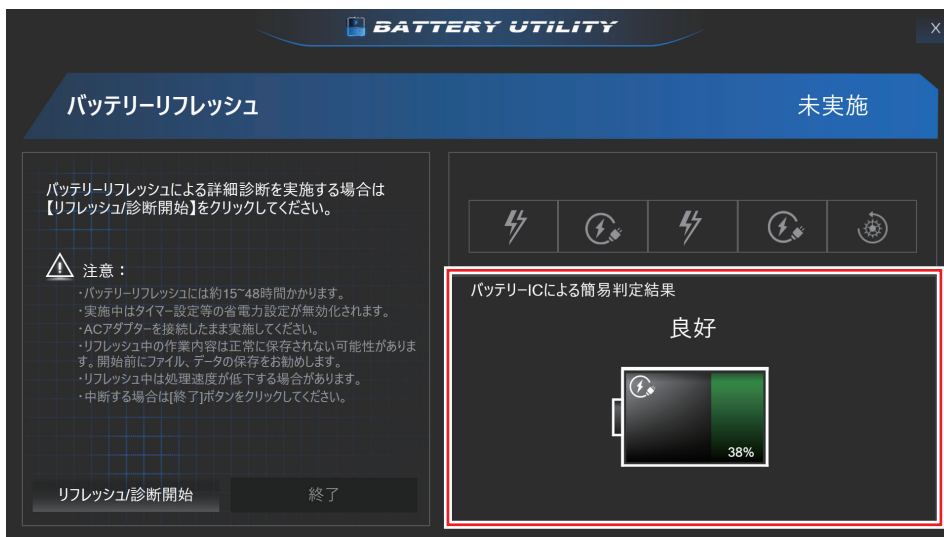 BATTERY UTILITY
X
バッテリーリフレッシュ
未実施
バッテリーリフレッシュによる詳細診断を実施する場合は
【リフレッシュ/診断開始】をクリックしてください。
注意：
・バッテリーリフレッシュには約15~48時間かかります。
・実施中はタイマー設定等の省電力設定が無効化されます。
・ACアダプターを接続したまま実施してください。
・リフレッシュ中の作業内容は正常に保存されない可能性がありま
す。開始前にファイル、データの保存をお勧めします。
・リフレッシュ中は処理速度が低下する場合があります。
・中断する場合は[終了]ボタンをクリックしてください。
リフレッシュ/診断開始
終了
バッテリーICによる簡易判定結果
良好
38%